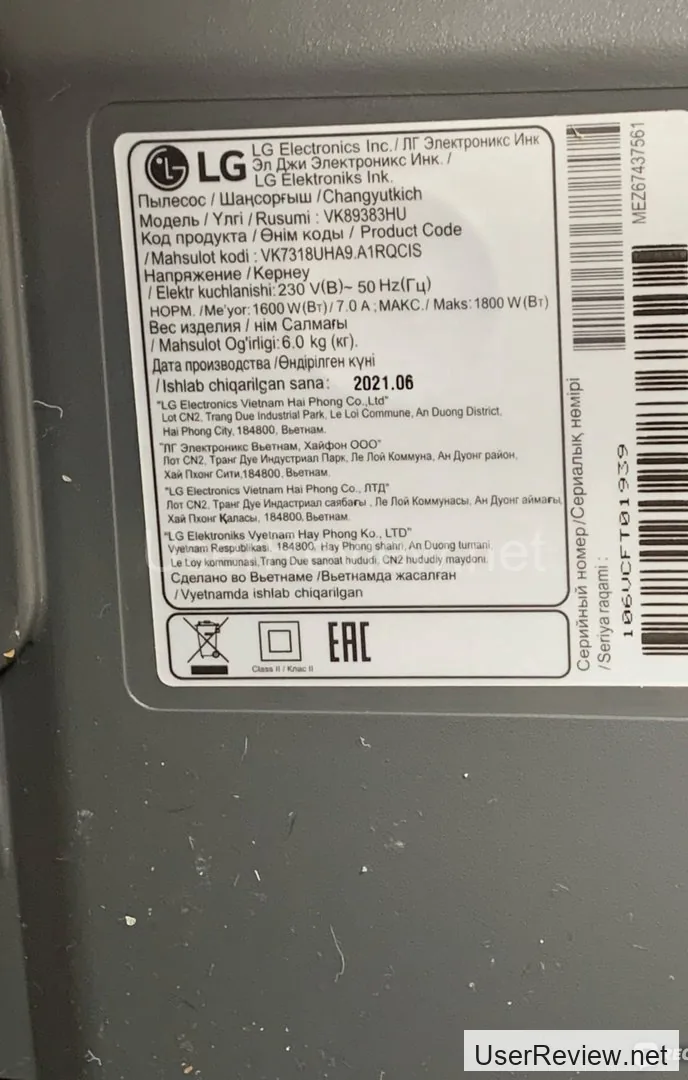 LG
LG Electronics Inc./ ЛГ Электроникс Инк
Эл Джи Электроникс Инк. /
LG Elektroniks Ink.
Пылесос / Шаңсорғыш /Changyutkich
Модель / Үлгі / Rusumi : VK89383HU
Код продукта / Өнім коды / Product Code
/ Mahsulot kodi : VK7318UHA9.A1RQCIS
Напряжение / Кернеу
/ Elektr kuchlanishi: 230 V(В)~ 50 Hz(Гц)
НОРМ. /Me'yor: 1600 W(Вт)/ 7.0 A ; МАКС./ Maks: 1800 W(Вт)
Вес изделия / нім Салмағы
/ Mahsulot Og'irligi: 6.0 kg (кг).
Дата производства /Өндірілген күні
/ Ishlab chiqarilgan sana: 2021.06
"LG Electronics Vietnam Hai Phong Co.,Ltd"
Lot CN2, Trang Due Industrial Park, Le Loi Commune, An Duong District,
Hai Phong City, 184800, Вьетнам.
"ЛГ Электроникс Вьетнам, Хайфон ООО"
Лот CN2, Транг Дуе Индустриал Парк, Ле Лой Коммуна, Ан Дуонг район,
Хай Пхонг Сити,184800, Вьетнам.
"LG Electronics Vietnam Hai Phong Co., ЛТД"
Лот CN2, Транг Дуе Индастриал саябағы , Ле Лой Коммунасы, Ан Дуонг аймағы,
Хай Пхонг Қаласы, 184800, Вьетнам.
"LG Elektroniks Vyetnam Hay Phong Ko., LTD"
Vyetnam Respublikasi, 184800, Hay Phong shahri, An Duong tumani,
Le Loy kommunasi,Trang Due sanoat hududi, CN2 hududiy maydoni.
Сделано во Вьетнаме /Вьетнамда жасалған
/ Vyetnamda ishlab chiqarilgan
Class II / Класс II
EAC
MEZ67437561
Серийный номер/Сериалық нөмірі
/ Seriya raqami :
106VCFT01939
UserReview.net